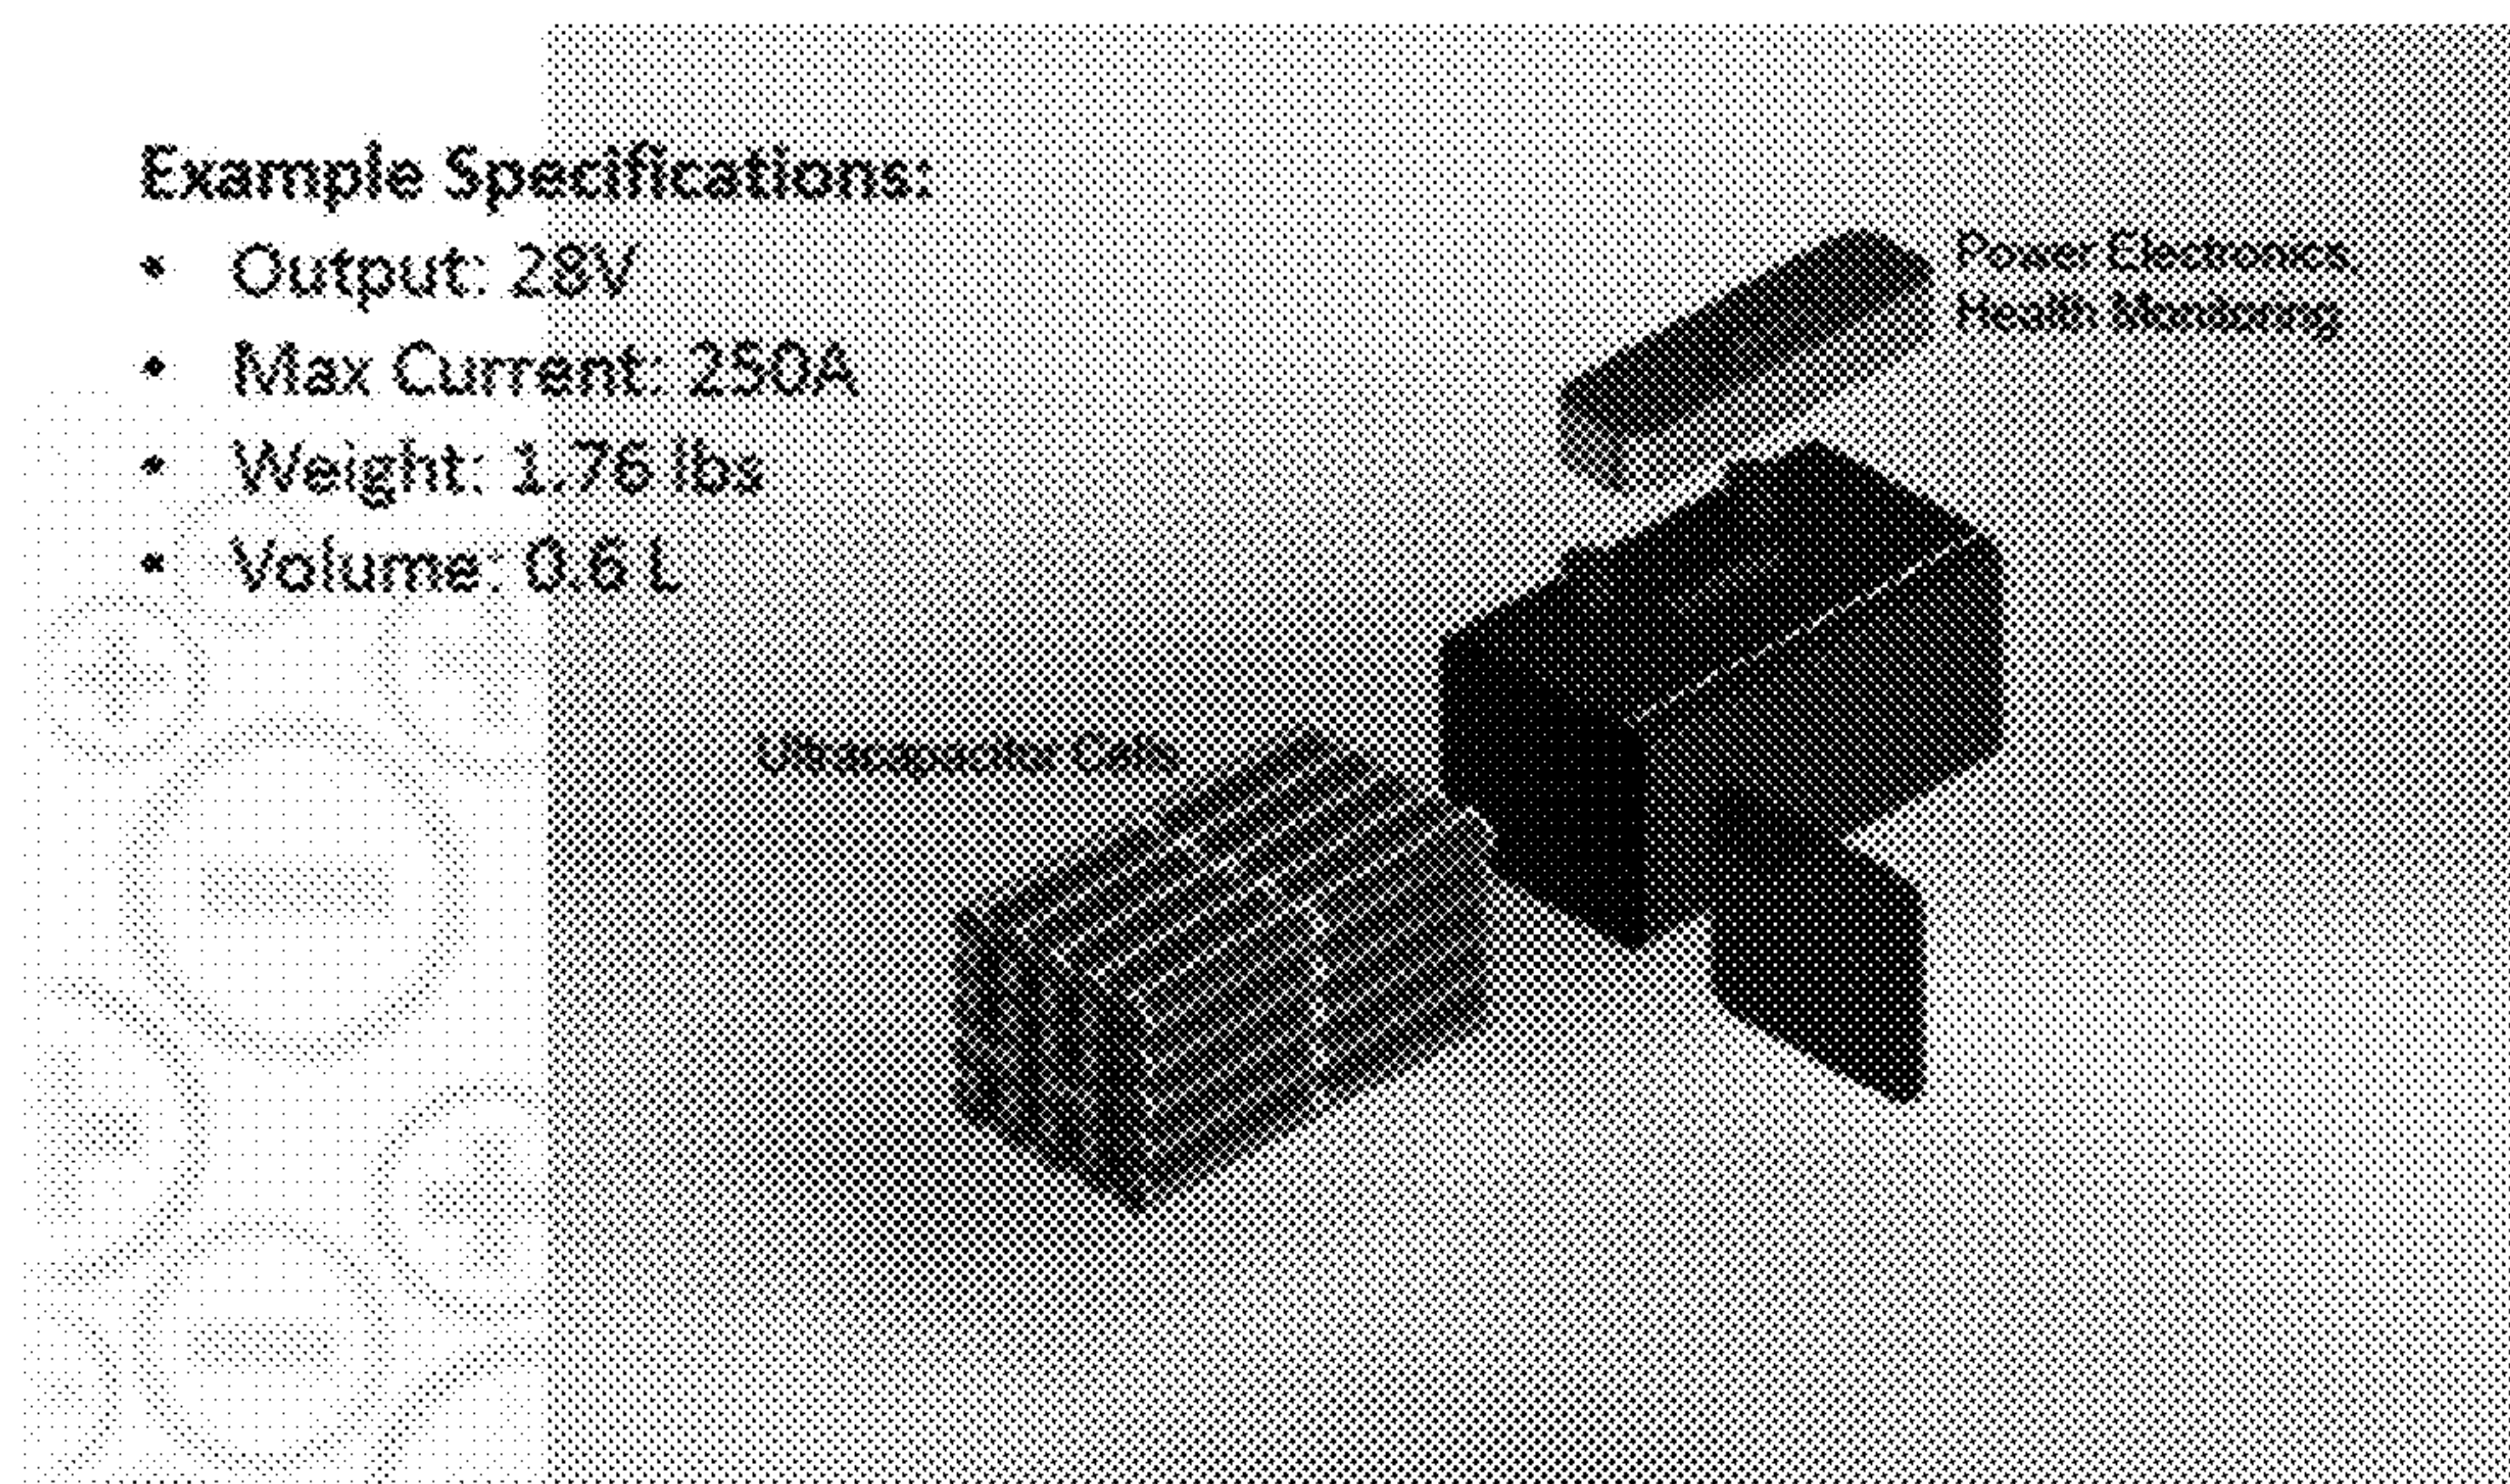 Example Specifications:
• Output: 28V
• Max Current: 250A
• Weight: 1.76 lbs
• Volume: 0.6 L
Power Electronics,
Health Monitoring
Ultracapacitor Cells